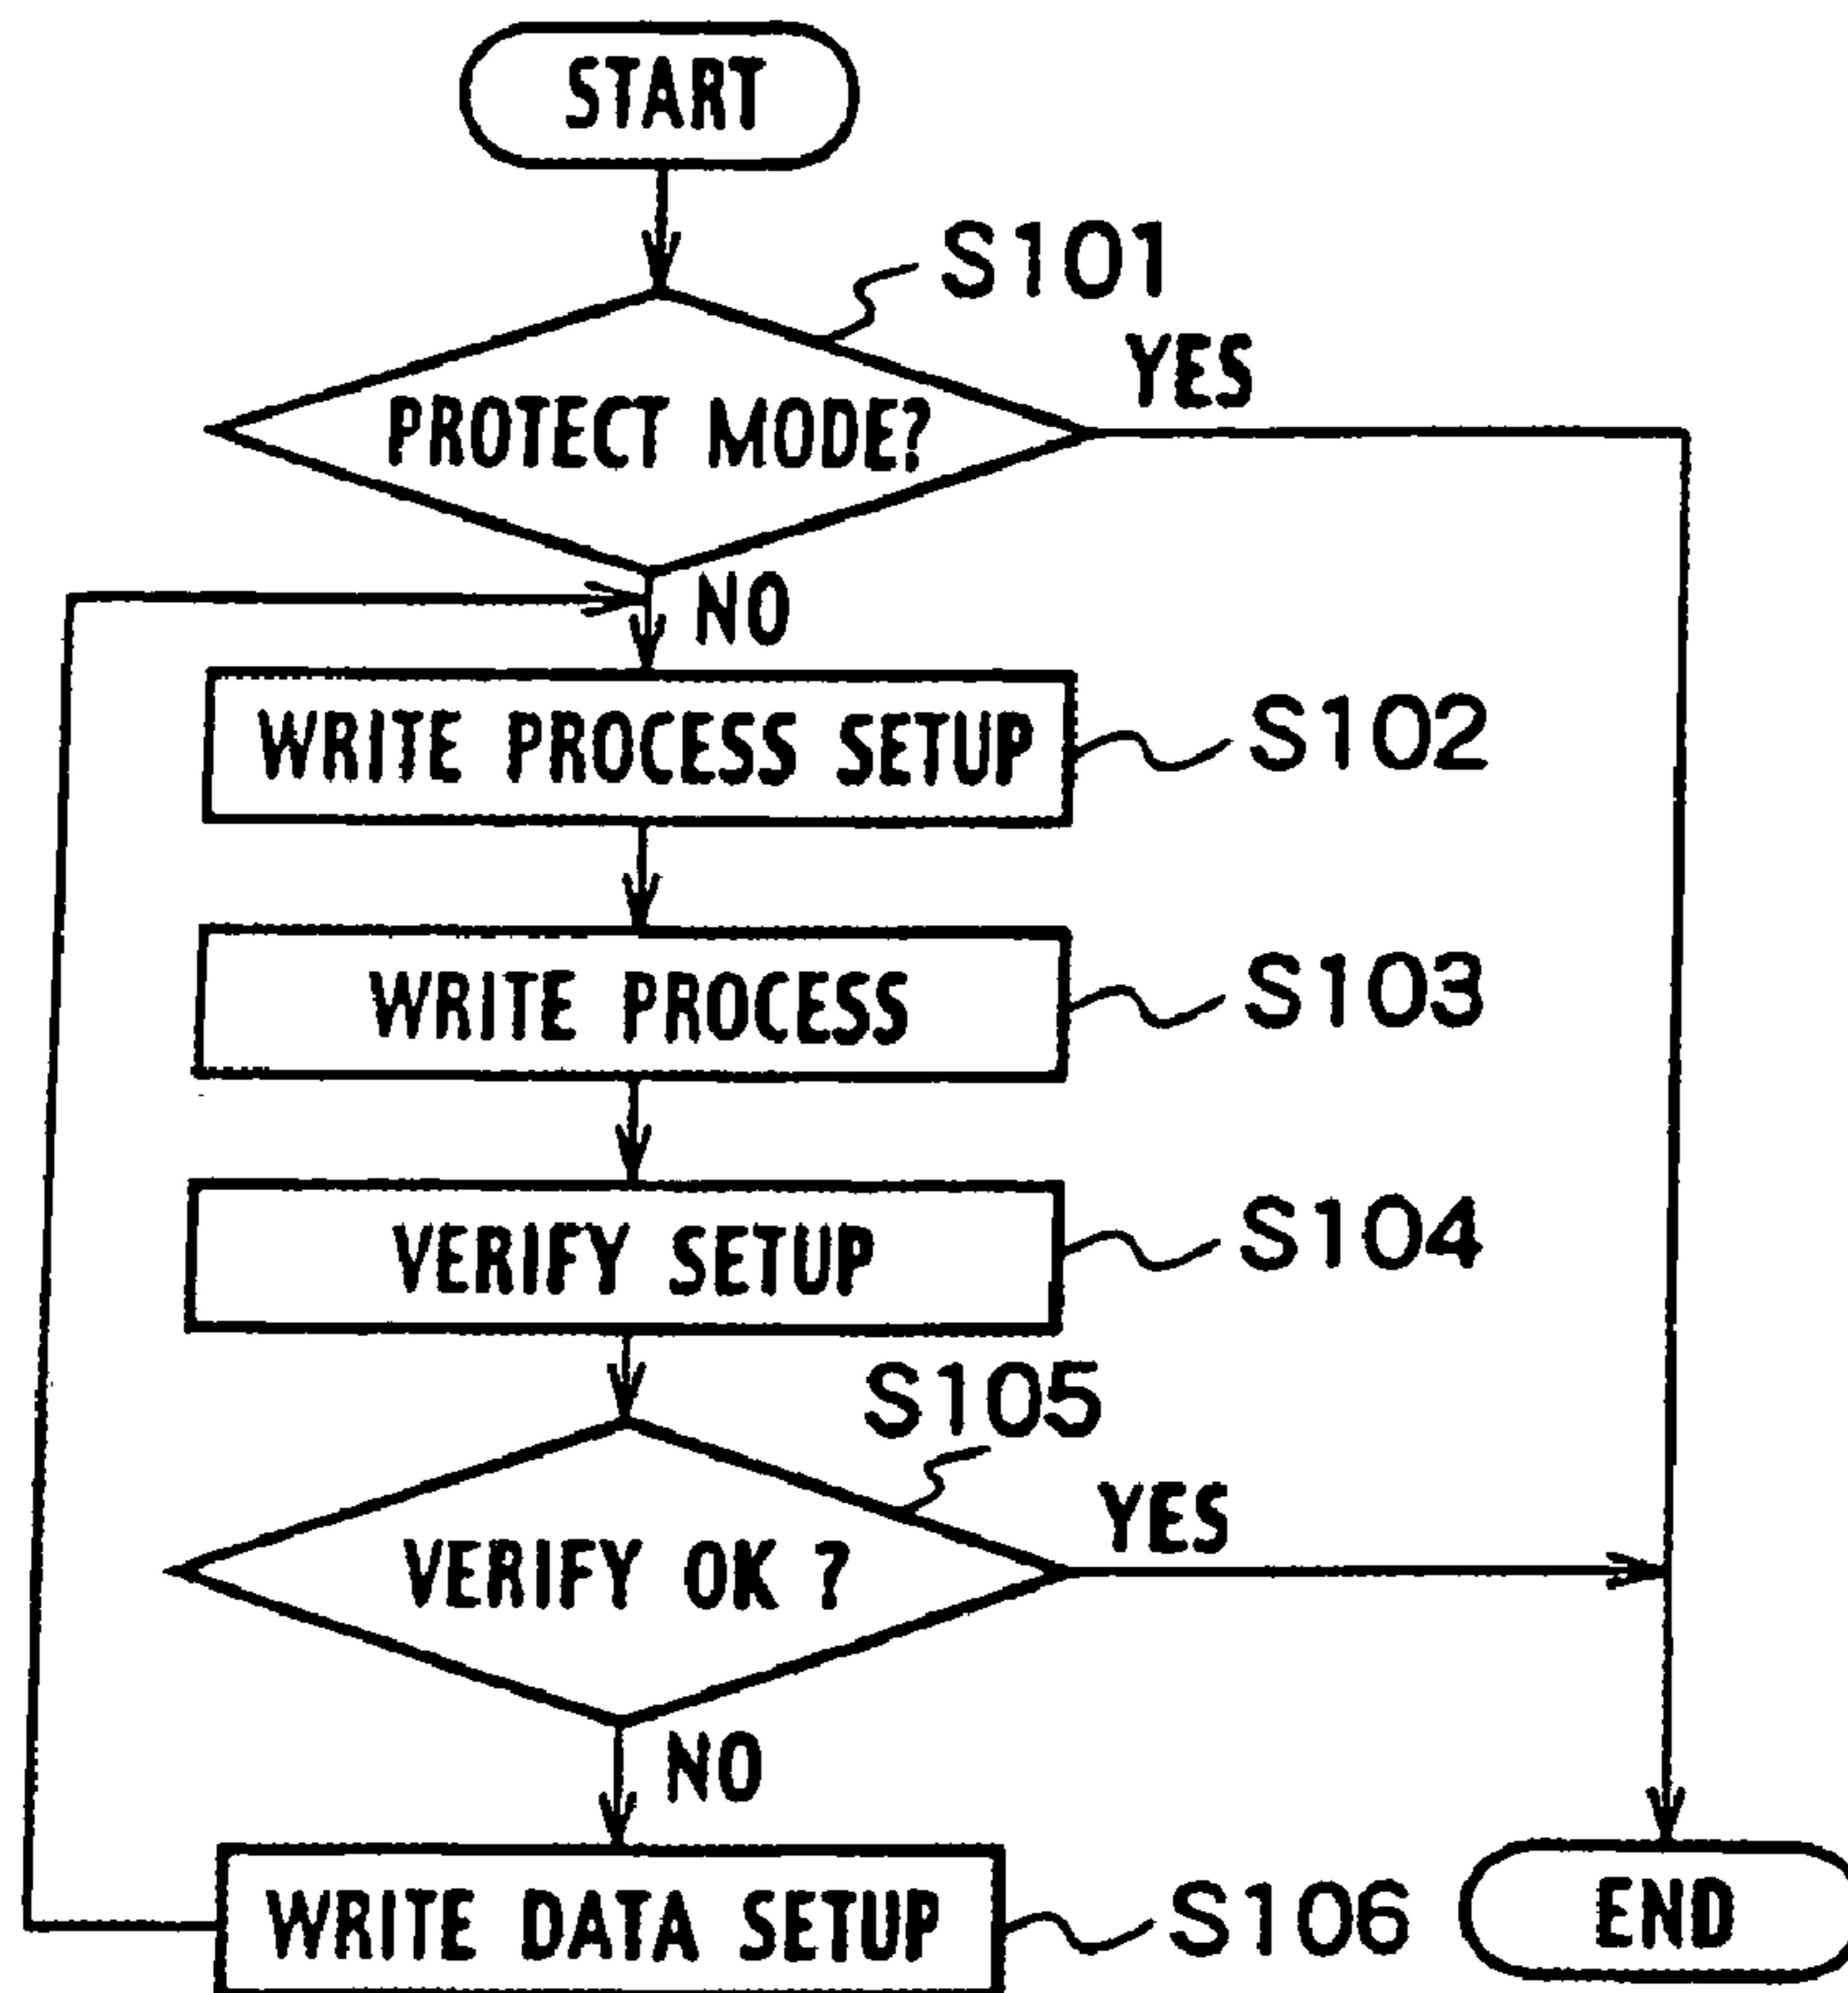 START
S101
YES
PROTECT MODE?
NO
WRITE PROCESS SETUP
S102
WRITE PROCESS
S103
VERIFY SETUP
S104
S105
YES
VERIFY OK ?
NO
WRITE DATA SETUP
S106
END